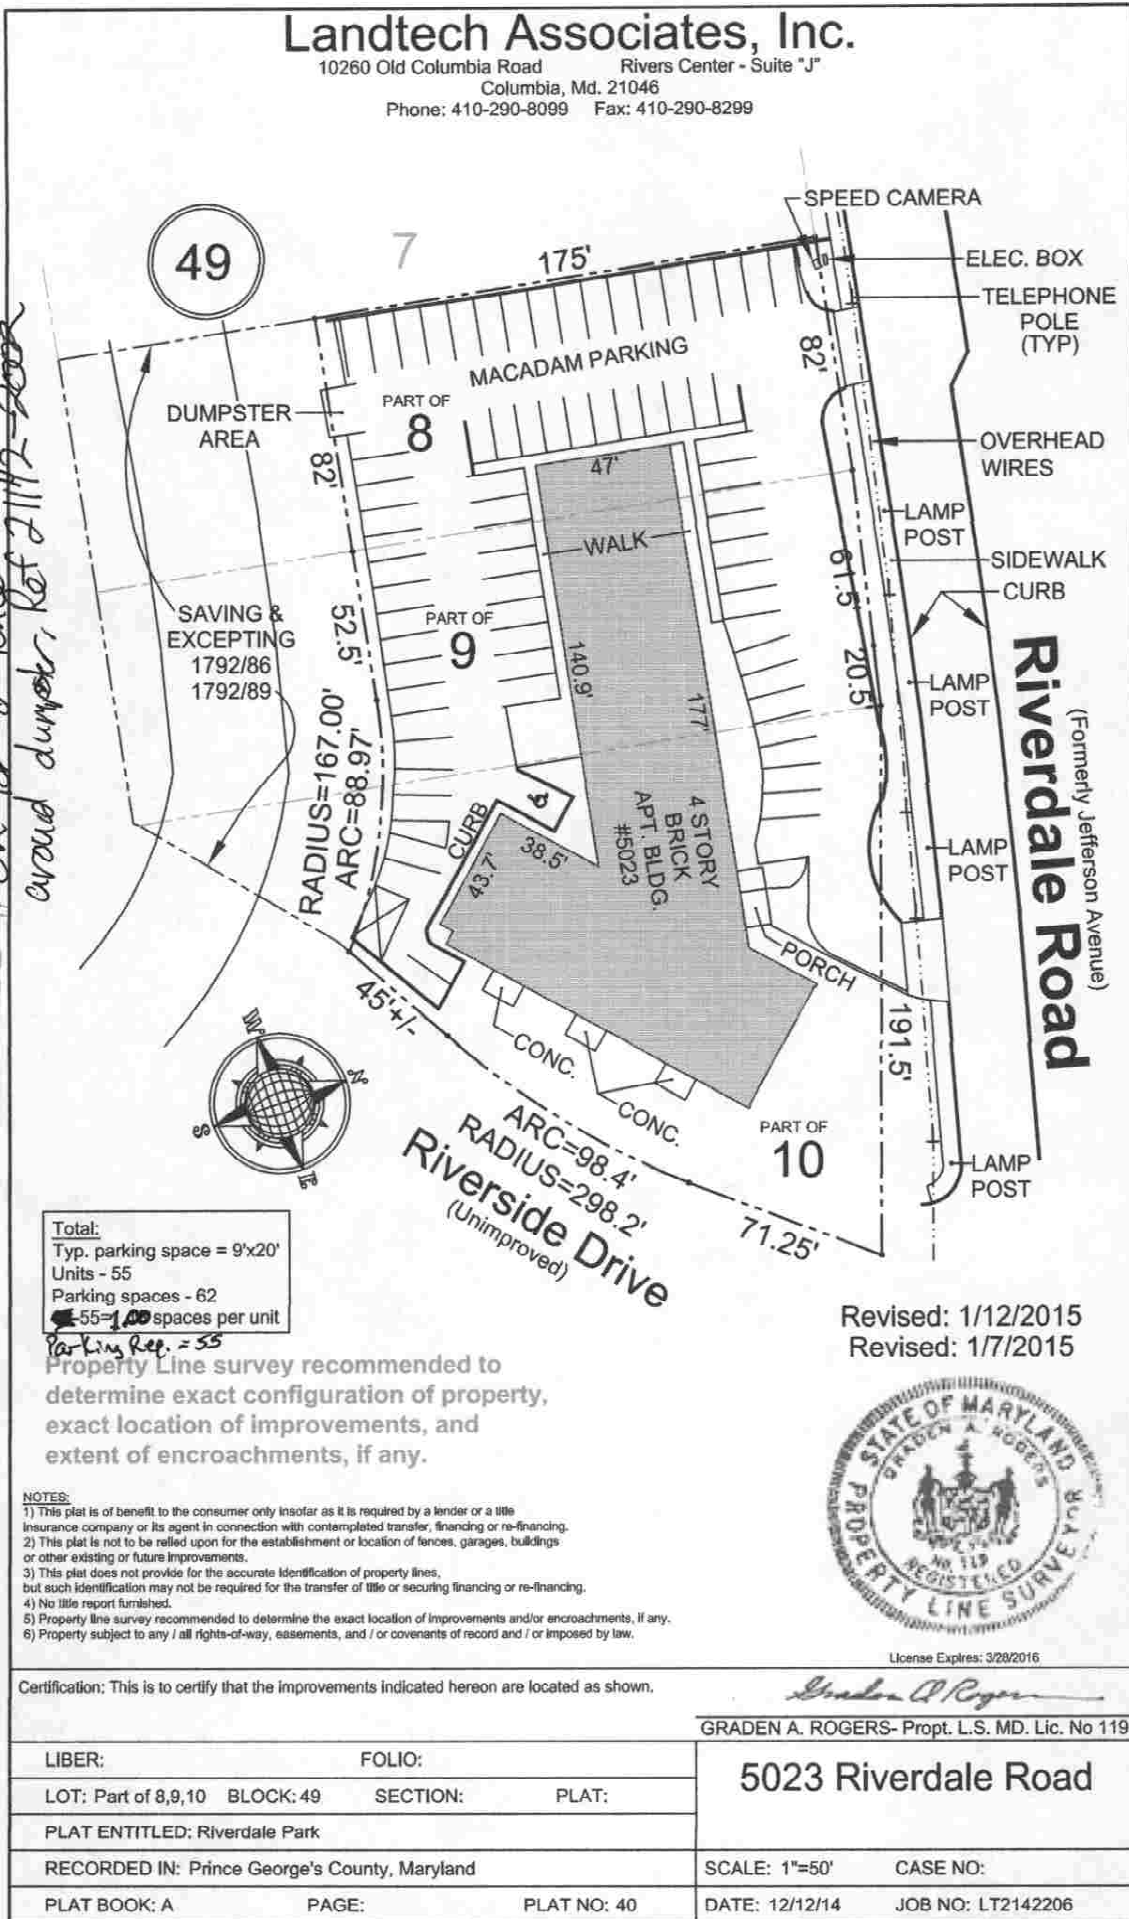 Landtech Associates, Inc.
10260 Old Columbia Road Rivers Center - Suite "J"
Columbia, Md. 21046
Phone: 410-290-8099 Fax: 410-290-8299
SPEED CAMERA
49
7
175'
ELEC. BOX
TELEPHONE
POLE
(TYP)
82'
MACADAM PARKING
DUMPSTER
AREA
PART OF
8
OVERHEAD
WIRES
47'
82'
LAMP
POST
WALK
SIDEWALK
CURB
61.5'
SAVING &
EXCEPTING
1792/86
1792/89
52.5'
PART OF
9
140.9'
177'
20.5'
LAMP
POST
Riverdale Road
(Formerly Jefferson Avenue)
RADIUS=167.00'
ARC=88.97'
CURB
38.5'
43.7'
4 STORY
BRICK
APT. BLDG.
#5023
LAMP
POST
PORCH
around dumpster, Ref 21142-2002
45'+/-
CONC.
191.5'
W
N
S
E
CONC.
ARC=98.4'
RADIUS=298.2'
Riverside Drive
(Unimproved)
PART OF
10
LAMP
POST
71.25'
Total:
Typ. parking space = 9'x20'
Units - 55
Parking spaces - 62
55=1.00 spaces per unit
Parking Req. = 55
Revised: 1/12/2015
Revised: 1/7/2015
Property Line survey recommended to
determine exact configuration of property,
exact location of improvements, and
extent of encroachments, if any.
STATE OF MARYLAND
GRADEN A. ROGERS
No. 119
REGISTERED
PROPERTY LINE SURVEYOR
NOTES:
1) This plat is of benefit to the consumer only insofar as it is required by a lender or a title
insurance company or its agent in connection with contemplated transfer, financing or re-financing.
2) This plat is not to be relied upon for the establishment or location of fences, garages, buildings
or other existing or future improvements.
3) This plat does not provide for the accurate identification of property lines,
but such identification may not be required for the transfer of title or securing financing or re-financing.
4) No title report furnished.
5) Property line survey recommended to determine the exact location of improvements and/or encroachments, if any.
6) Property subject to any / all rights-of-way, easements, and / or covenants of record and / or imposed by law.
License Expires: 3/28/2016
Certification: This is to certify that the improvements indicated hereon are located as shown.
Graden A Rogers
GRADEN A. ROGERS- Propt. L.S. MD. Lic. No 119
LIBER: FOLIO:
5023 Riverdale Road
LOT: Part of 8,9,10 BLOCK: 49 SECTION: PLAT:
PLAT ENTITLED: Riverdale Park
RECORDED IN: Prince George's County, Maryland
SCALE: 1"=50' CASE NO:
PLAT BOOK: A PAGE: PLAT NO: 40
DATE: 12/12/14 JOB NO: LT2142206